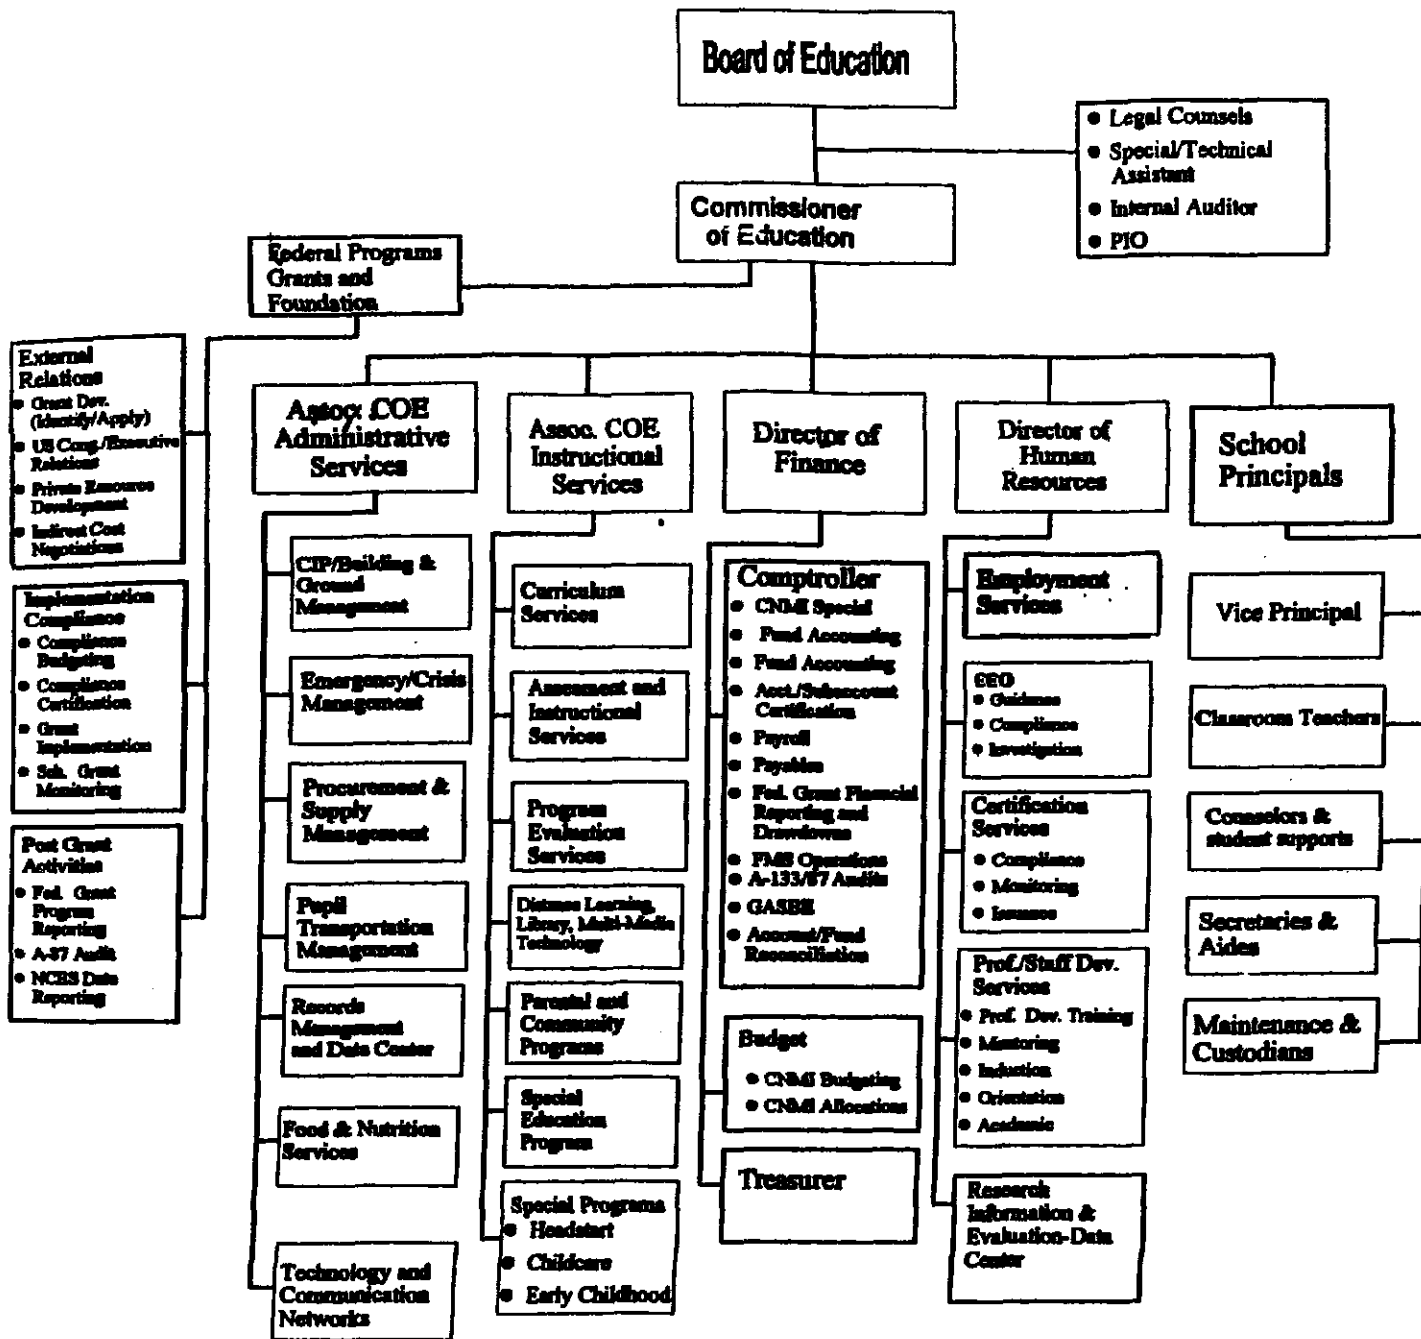 Board of Education
• Legal Counsels
• Special/Technical
Assistant
• Internal Auditor
• PIO
Commissioner
of Education
Federal Programs
Grants and
Foundation
External
Relations
• Grant Dev.
(Identify/Apply)
• US Cong./Executive
Relations
• Private Resource
Development
• Indirect Cost
Negotiations
Implementation
Compliance
• Compliance
Budgeting
• Compliance
Certification
• Grant
Implementation
• Sch. Grant
Monitoring
Post Grant
Activities
• Fed. Grant
Program
Reporting
• A-87 Audit
• NCES Data
Reporting
Assoc. COE
Administrative
Services
CIP/Building &
Ground
Management
Emergency/Crisis
Management
Procurement &
Supply
Management
Pupil
Transportation
Management
Records
Management
and Data Center
Food & Nutrition
Services
Technology and
Communication
Networks
Assoc. COE
Instructional
Services
Curriculum
Services
Assesment and
Instructional
Services
Program
Evaluation
Services
Distance Learning,
Library, Multi-Media
Technology
Parental and
Community
Programs
Special
Education
Program
Special Programs
• Headstart
• Childcare
• Early Childhood
Director of
Finance
Comptroller
• CNMI Special
• Fund Accounting
• Fund Accounting
• Acct./Subaccount
Certification
• Payroll
• Payables
• Fed. Grant Financial
Reporting and
Drawdowns
• FMS Operations
• A-133/87 Audits
• Account/Fund
Reconciliation
Budget
• CNMI Budgeting
• CNMI Allocations
Treasurer
Director of
Human
Resources
Employment
Services
EEO
• Guidance
• Compliance
• Investigation
Certification
Services
• Compliance
• Monitoring
• Issuance
Prof./Staff Dev.
Services
• Prof. Dev. Training
• Mentoring
• Induction
• Orientation
• Academic
Research
Information &
Evaluation-Data
Center
School
Principals
Vice Principal
Classroom Teachers
Counselors &
student supports
Secretaries &
Aides
Maintenance &
Custodians